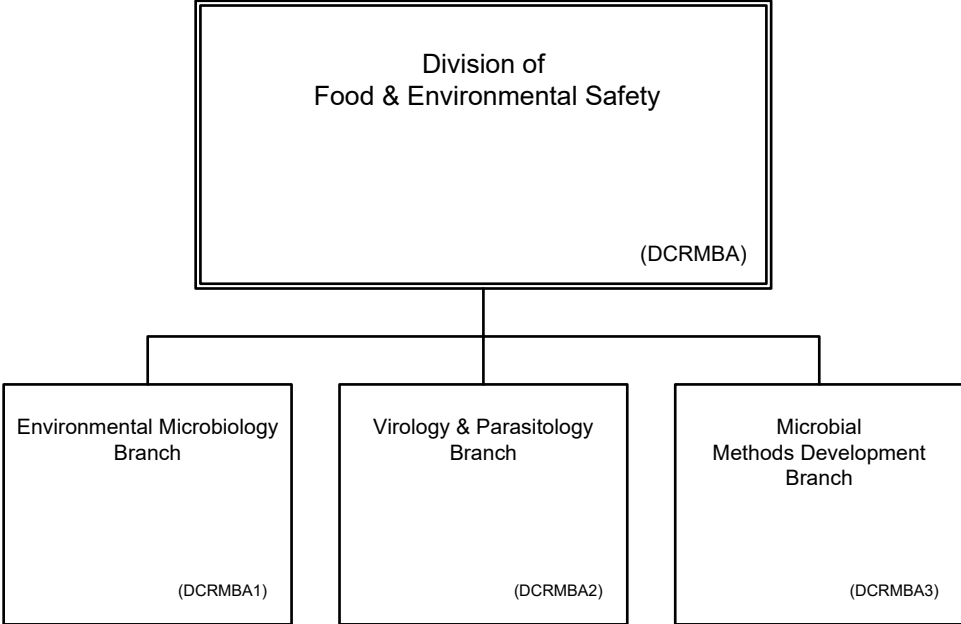 Division of
Food & Environmental Safety
(DCRMBA)
Environmental Microbiology
Branch
(DCRMBA1)
Virology & Parasitology
Branch
(DCRMBA2)
Microbial
Methods Development
Branch
(DCRMBA3)